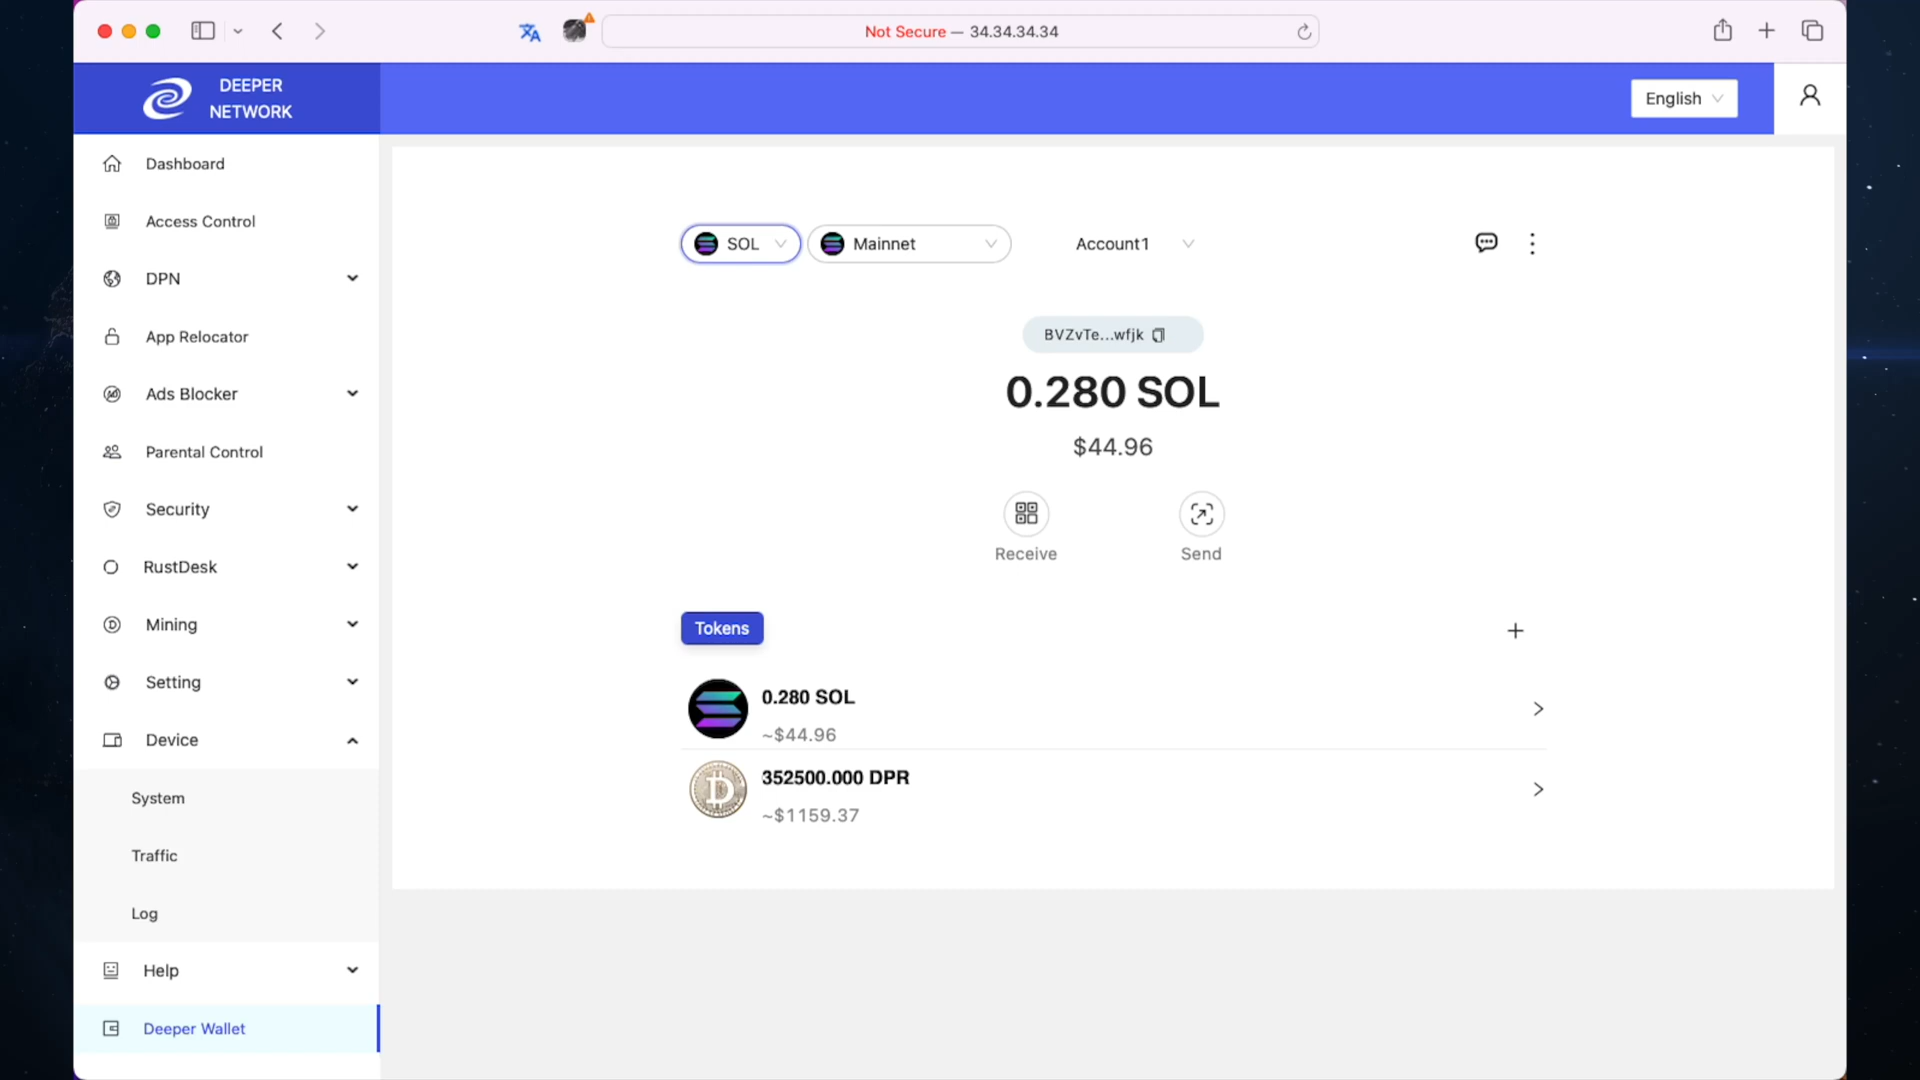 Not Secure — 34.34.34.34
DEEPER
NETWORK
English
Dashboard
Access Control
DPN
App Relocator
Ads Blocker
Parental Control
Security
RustDesk
Mining
Setting
Device
System
Traffic
Log
Help
Deeper Wallet
SOL
Mainnet
Account1
BVZvTe...wfjk
0.280 SOL
$44.96
Receive
Send
Tokens
0.280 SOL
~$44.96
352500.000 DPR
~$1159.37